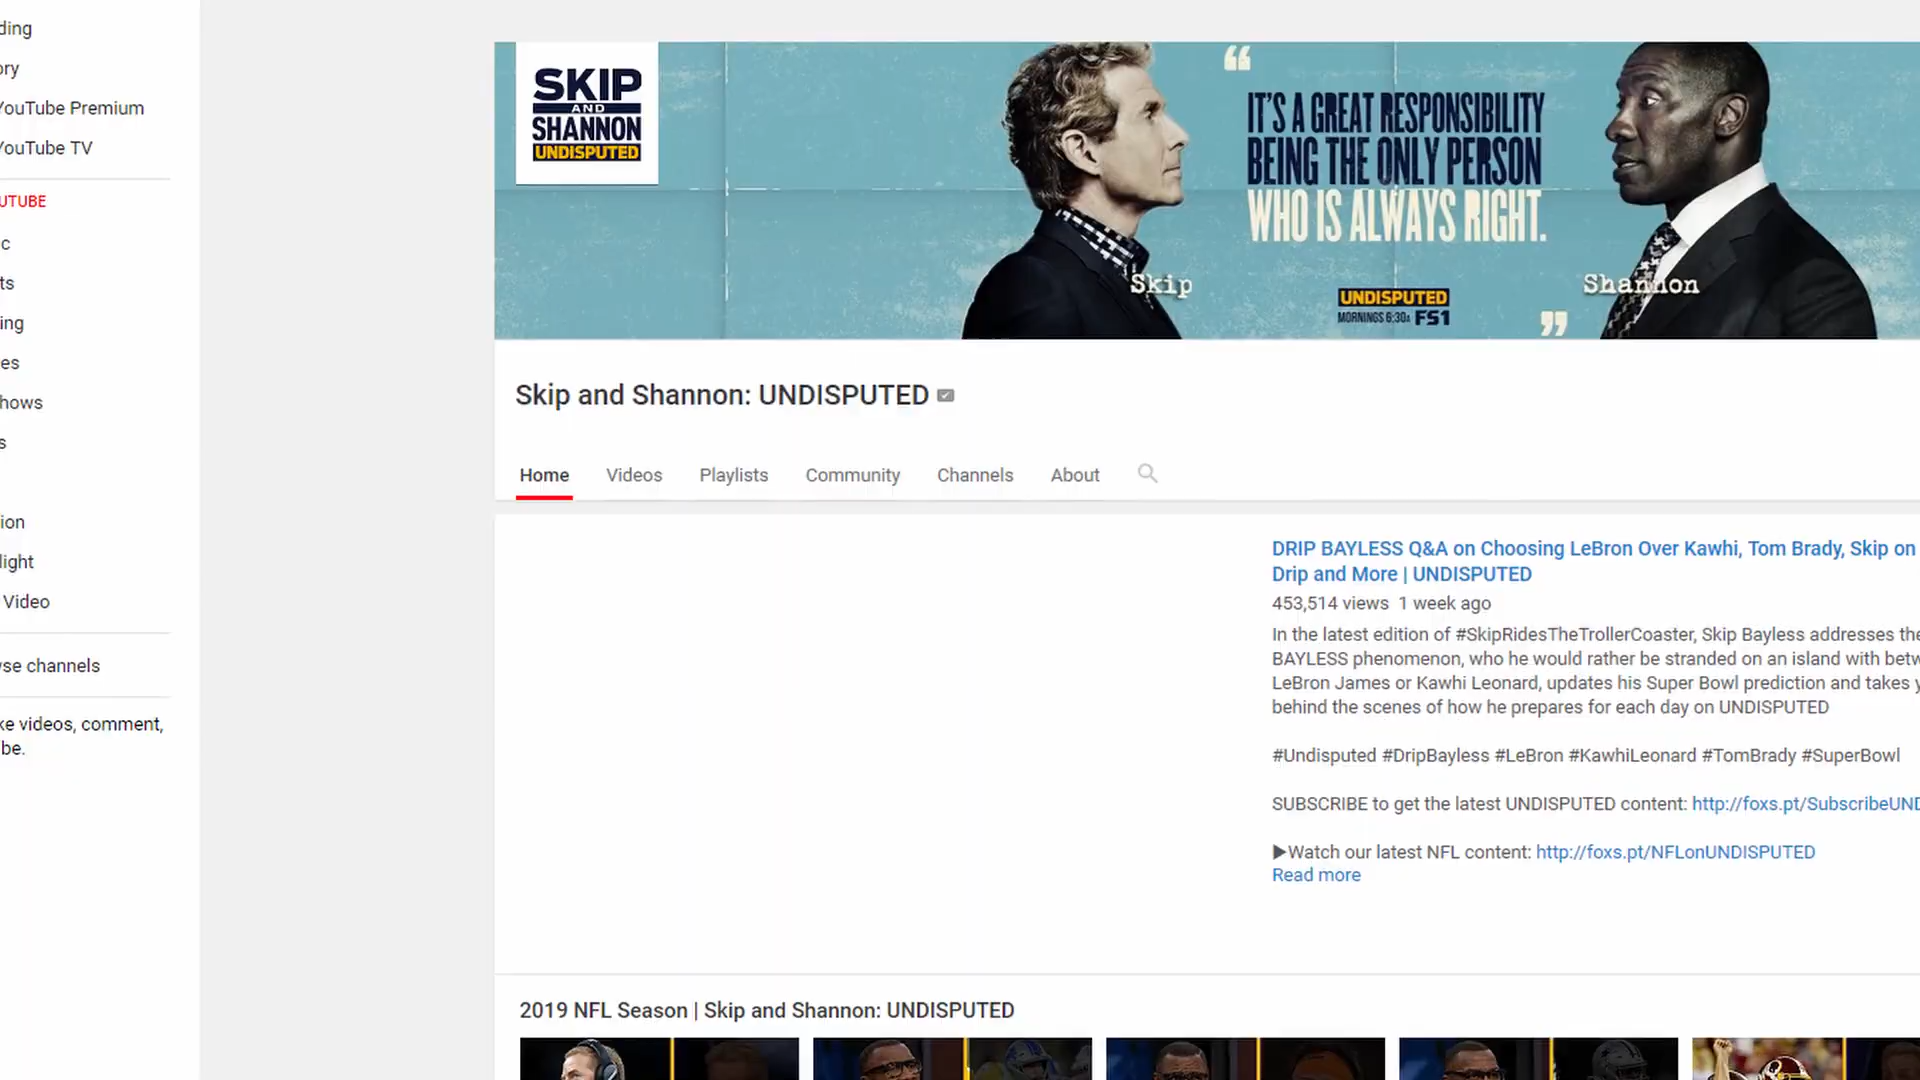 ding
ory
YouTube Premium
YouTube TV
UTUBE
c
ts
ing
es
hows
s
ion
light
Video
wse channels
ke videos, comment,
be.
SKIP
AND
SHANNON
UNDISPUTED
“
IT'S A GREAT RESPONSIBILITY
BEING THE ONLY PERSON
WHO IS ALWAYS RIGHT.
Skip
Shannon
UNDISPUTED
MORNINGS 6:30A FS1
”
Skip and Shannon: UNDISPUTED
Home Videos Playlists Community Channels About
DRIP BAYLESS Q&A on Choosing LeBron Over Kawhi, Tom Brady, Skip on
Drip and More | UNDISPUTED
453,514 views 1 week ago
In the latest edition of #SkipRidesTheTrollerCoaster, Skip Bayless addresses the
BAYLESS phenomenon, who he would rather be stranded on an island with betw
LeBron James or Kawhi Leonard, updates his Super Bowl prediction and takes y
behind the scenes of how he prepares for each day on UNDISPUTED
#Undisputed #DripBayless #LeBron #KawhiLeonard #TomBrady #SuperBowl
SUBSCRIBE to get the latest UNDISPUTED content: http://foxs.pt/SubscribeUND
▶Watch our latest NFL content: http://foxs.pt/NFLonUNDISPUTED
Read more
2019 NFL Season | Skip and Shannon: UNDISPUTED